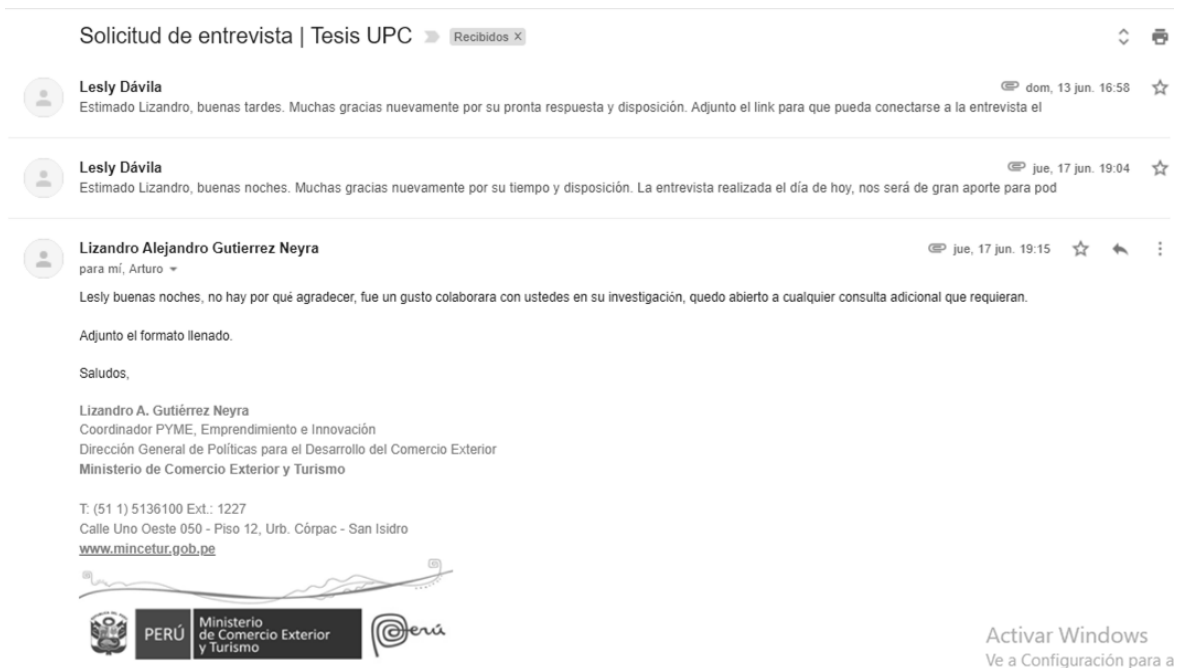 Solicitud de entrevista | Tesis UPC Recibidos X
Lesly Dávila dom, 13 jun. 16:58
Estimado Lizandro, buenas tardes. Muchas gracias nuevamente por su pronta respuesta y disposición. Adjunto el link para que pueda conectarse a la entrevista el
Lesly Dávila jue, 17 jun. 19:04
Estimado Lizandro, buenas noches. Muchas gracias nuevamente por su tiempo y disposición. La entrevista realizada el día de hoy, nos será de gran aporte para pod
Lizandro Alejandro Gutierrez Neyra jue, 17 jun. 19:15
para mí, Arturo
Lesly buenas noches, no hay por qué agradecer, fue un gusto colaborara con ustedes en su investigación, quedo abierto a cualquier consulta adicional que requieran.
Adjunto el formato llenado.
Saludos,
Lizandro A. Gutiérrez Neyra
Coordinador PYME, Emprendimiento e Innovación
Dirección General de Políticas para el Desarrollo del Comercio Exterior
Ministerio de Comercio Exterior y Turismo
T: (51 1) 5136100 Ext.: 1227
Calle Uno Oeste 050 - Piso 12, Urb. Córpac - San Isidro
www.mincetur.gob.pe
PERÚ
Ministerio
de Comercio Exterior
y Turismo
Perú
Activar Windows
Ve a Configuración para a